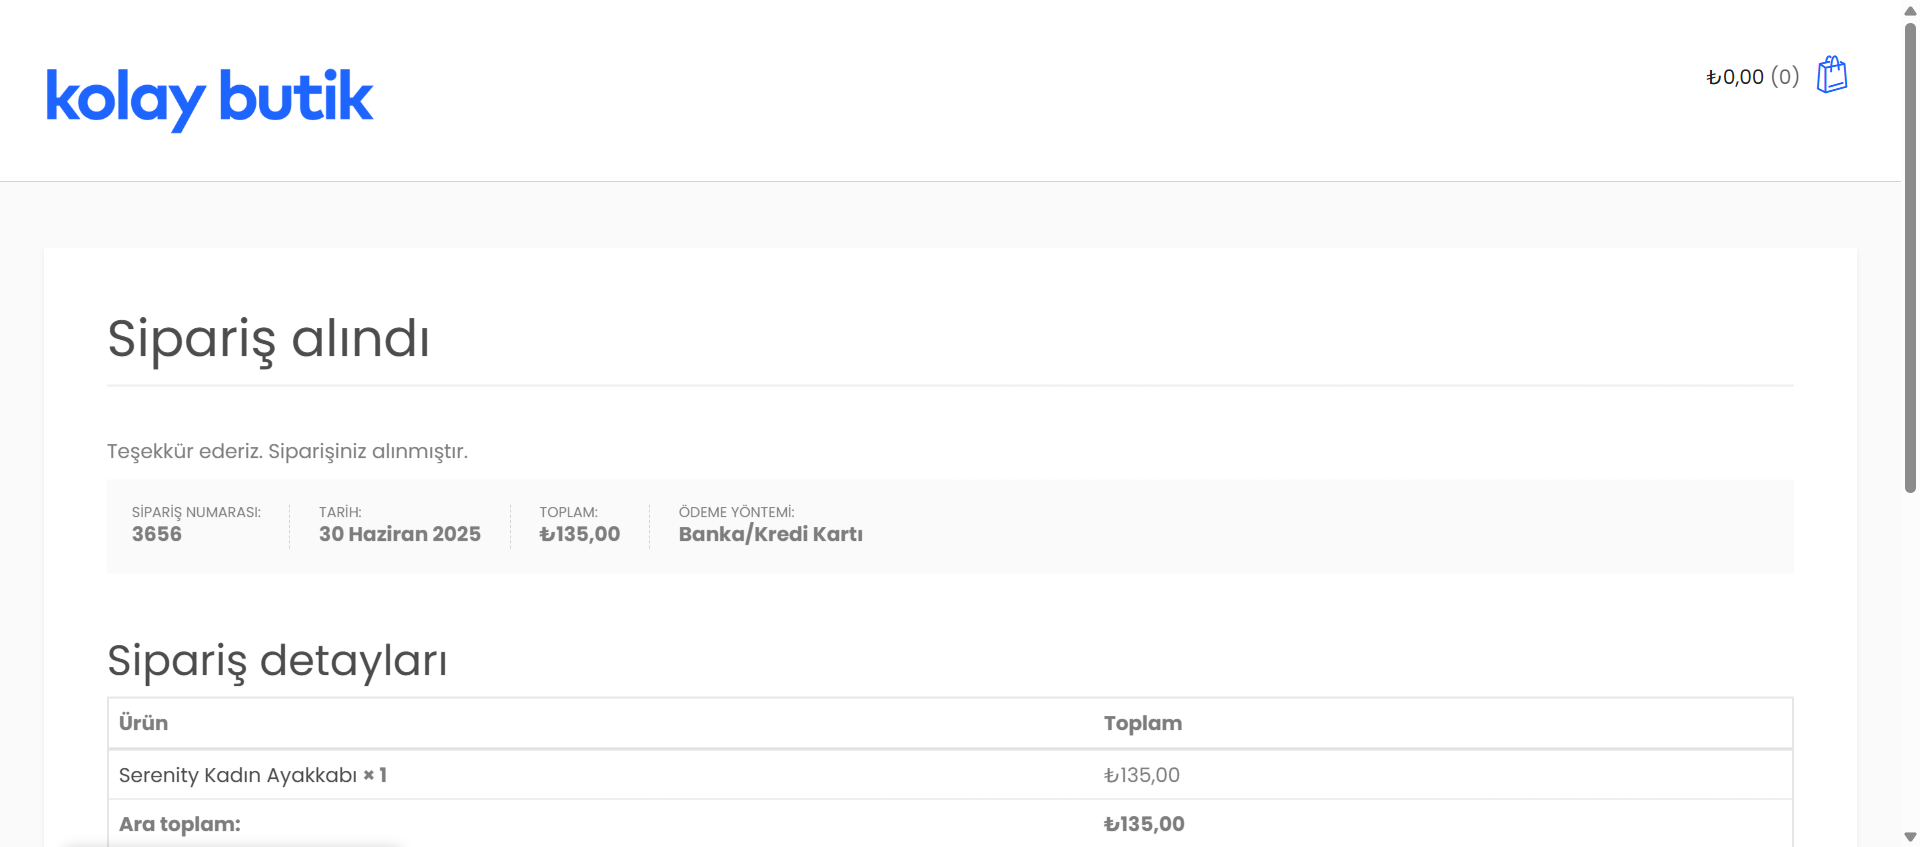 kolay butik
₺0,00 (0)
Sipariş alındı
Teşekkür ederiz. Siparişiniz alınmıştır.
SİPARİŞ NUMARASI: TARİH: TOPLAM: ÖDEME YÖNTEMİ:
3656 30 Haziran 2025 ₺135,00 Banka/Kredi Kartı
Sipariş detayları
Ürün Toplam
Serenity Kadın Ayakkabı × 1 ₺135,00
Ara toplam: ₺135,00